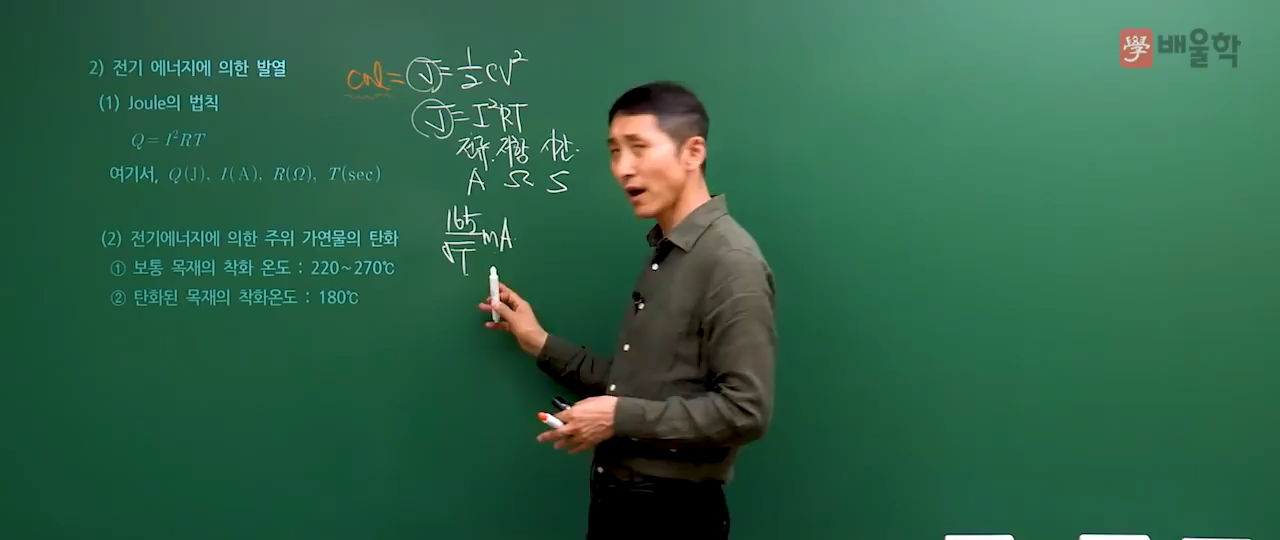 學 배울학
2) 전기 에너지에 의한 발열
(1) Joule의 법칙
Q = I²RT
여기서, Q(J), I(A), R(Ω), T(sec)
(2) 전기에너지에 의한 주위 가연물의 탄화
① 보통 목재의 착화 온도 : 220~270℃
② 탄화된 목재의 착화온도 : 180℃
J = 1/2 CV²
J = I²RT
전류 저항 시간
A Ω S
165/√T mA